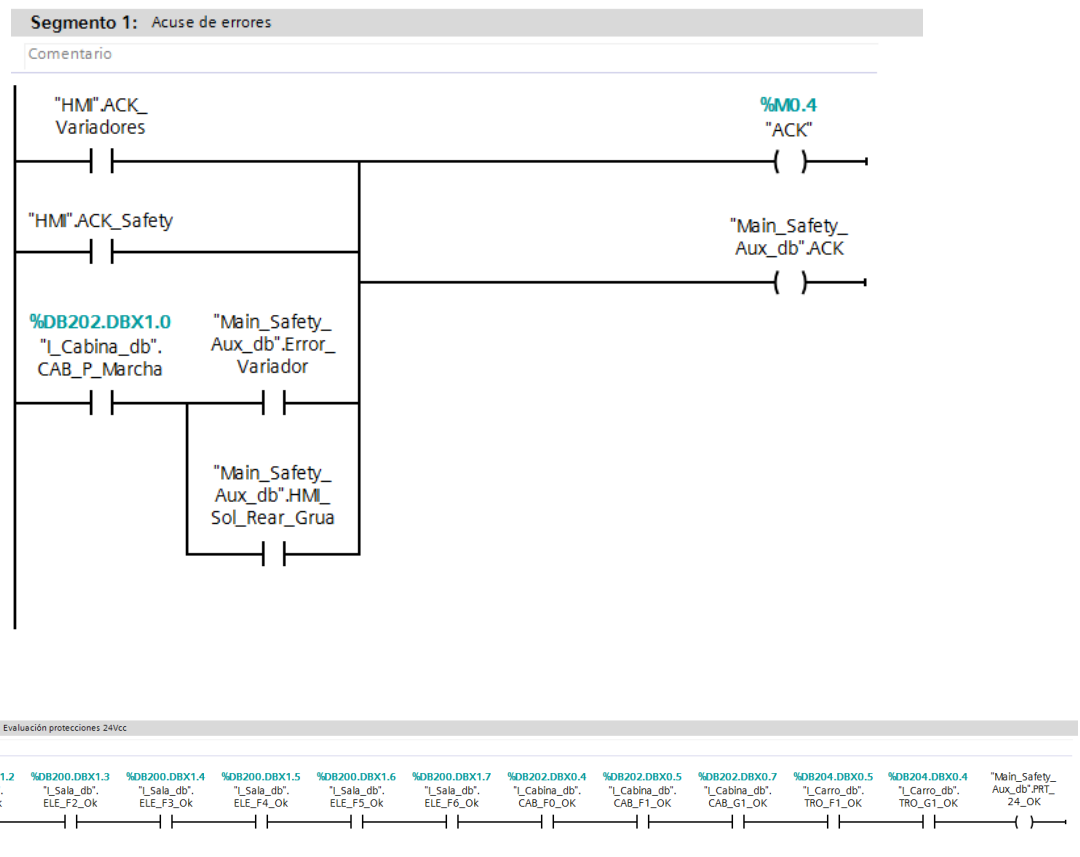 Segmento 1: Acuse de errores
Comentario
"HMI".ACK_
Variadores
%M0.4
"ACK"
"HMI".ACK_Safety
"Main_Safety_
Aux_db".ACK
%DB202.DBX1.0
"I_Cabina_db".
CAB_P_Marcha
"Main_Safety_
Aux_db".Error_
Variador
"Main_Safety_
Aux_db".HMI_
Sol_Rear_Grua
Evaluación protecciones 24Vcc
1.2 %DB200.DBX1.3 %DB200.DBX1.4 %DB200.DBX1.5 %DB200.DBX1.6 %DB200.DBX1.7 %DB202.DBX0.4 %DB202.DBX0.5 %DB202.DBX0.7 %DB204.DBX0.5 %DB204.DBX0.4 "Main_Safety_
. "I_Sala_db". "I_Sala_db". "I_Sala_db". "I_Sala_db". "I_Sala_db". "I_Cabina_db". "I_Cabina_db". "I_Cabina_db". "I_Carro_db". "I_Carro_db". Aux_db".PRT_
k ELE_F2_Ok ELE_F3_Ok ELE_F4_Ok ELE_F5_Ok ELE_F6_Ok CAB_F0_OK CAB_F1_OK CAB_G1_OK TRO_F1_OK TRO_G1_OK 24_OK